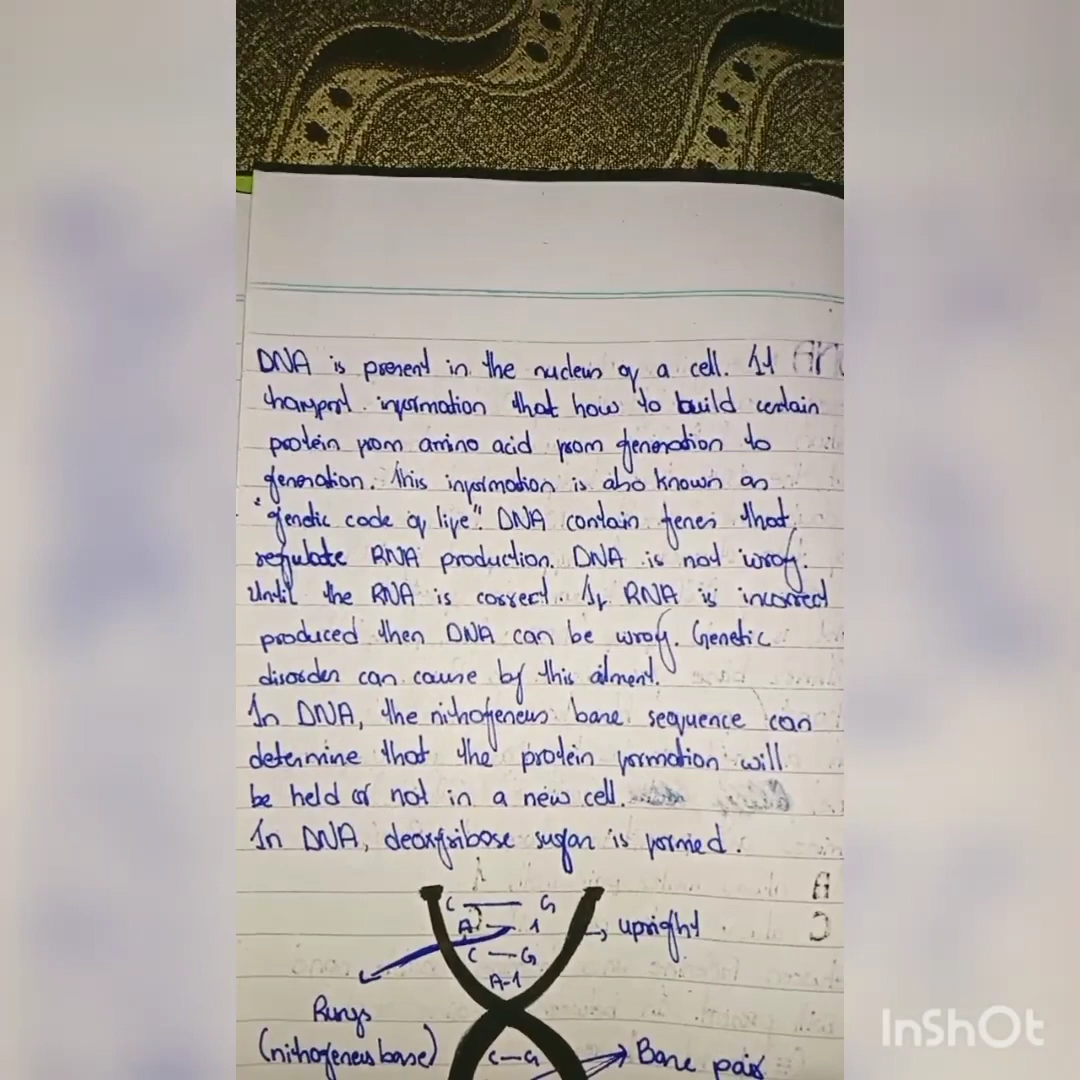 DNA is present in the nucleus of a cell. It
transport information that how to build certain
protein from amino acid from generation to
generation. This information is also known as
"genetic code of life". DNA contain genes that
regulate RNA production. DNA is not wrong.
Until the RNA is correct. If RNA is incorrect
produced then DNA can be wrong. Genetic
disorder can cause by this ailment.
In DNA, the nitrogeneus base sequence can
determine that the protein formation will
be held or not in a new cell.
In DNA, deoxyribose sugar is formed.
C — G
A — T
upright
C — G
A - T
Rungs
(nitrogeneus base)
C — G
Base pair
InShOt